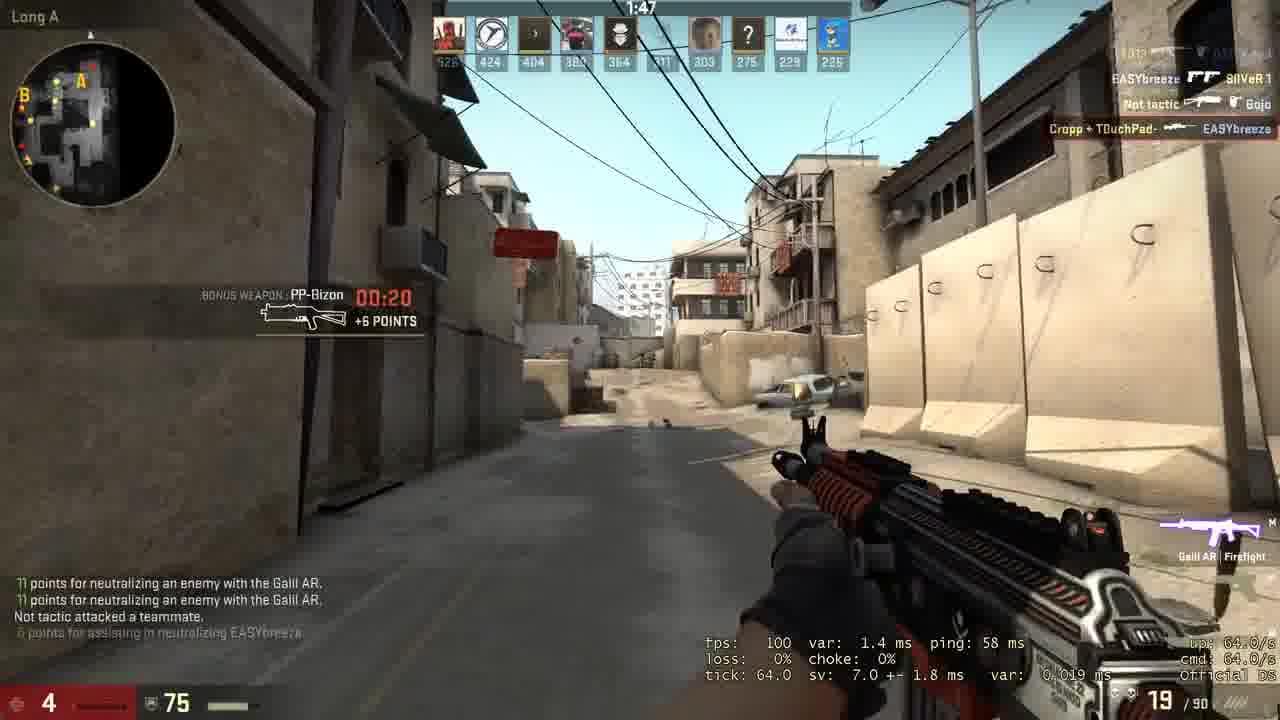 Long A
1:47
424 404 380 364 303 275 229 225
?
A
B
EASYbreeze SIlVeR 1
Not tactic Gojo
Cropp + TDuchPad- EASYbreeze
BONUS WEAPON: PP-Bizon 00:20
+6 POINTS
Galil AR | Firefight
11 points for neutralizing an enemy with the Galil AR.
11 points for neutralizing an enemy with the Galil AR.
Not tactic attacked a teammate.
6 points for assisting in neutralizing EASYbreeze.
fps: 100 var: 1.4 ms ping: 58 ms up: 64.0/s
loss: 0% choke: 0% cmd: 64.0/s
tick: 64.0 sv: 7.0 +- 1.8 ms var: 0.019 ms Official DS
4 75 19 / 90